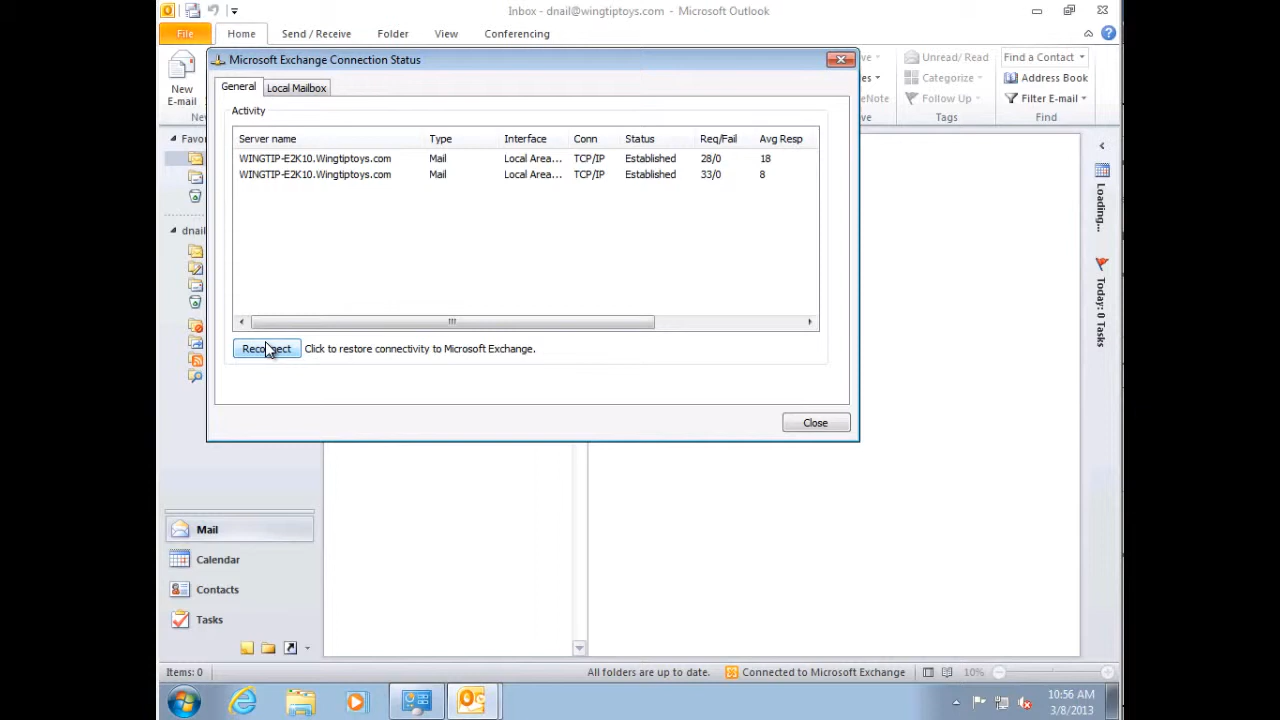 Inbox - dnail@wingtiptoys.com - Microsoft Outlook
File Home Send / Receive Folder View Conferencing
New
E-mail
Unread/ Read
Categorize
Follow Up
Tags
Find a Contact
Address Book
Filter E-mail
Find
Microsoft Exchange Connection Status
General Local Mailbox
Activity
Server name Type Interface Conn Status Req/Fail Avg Resp
WINGTIP-E2K10.Wingtiptoys.com Mail Local Area... TCP/IP Established 28/0 18
WINGTIP-E2K10.Wingtiptoys.com Mail Local Area... TCP/IP Established 33/0 8
Reconnect Click to restore connectivity to Microsoft Exchange.
Close
Favor
dnail
Loading...
Today: 0 Tasks
Mail
Calendar
Contacts
Tasks
Items: 0 All folders are up to date. Connected to Microsoft Exchange 10%
10:56 AM
3/8/2013